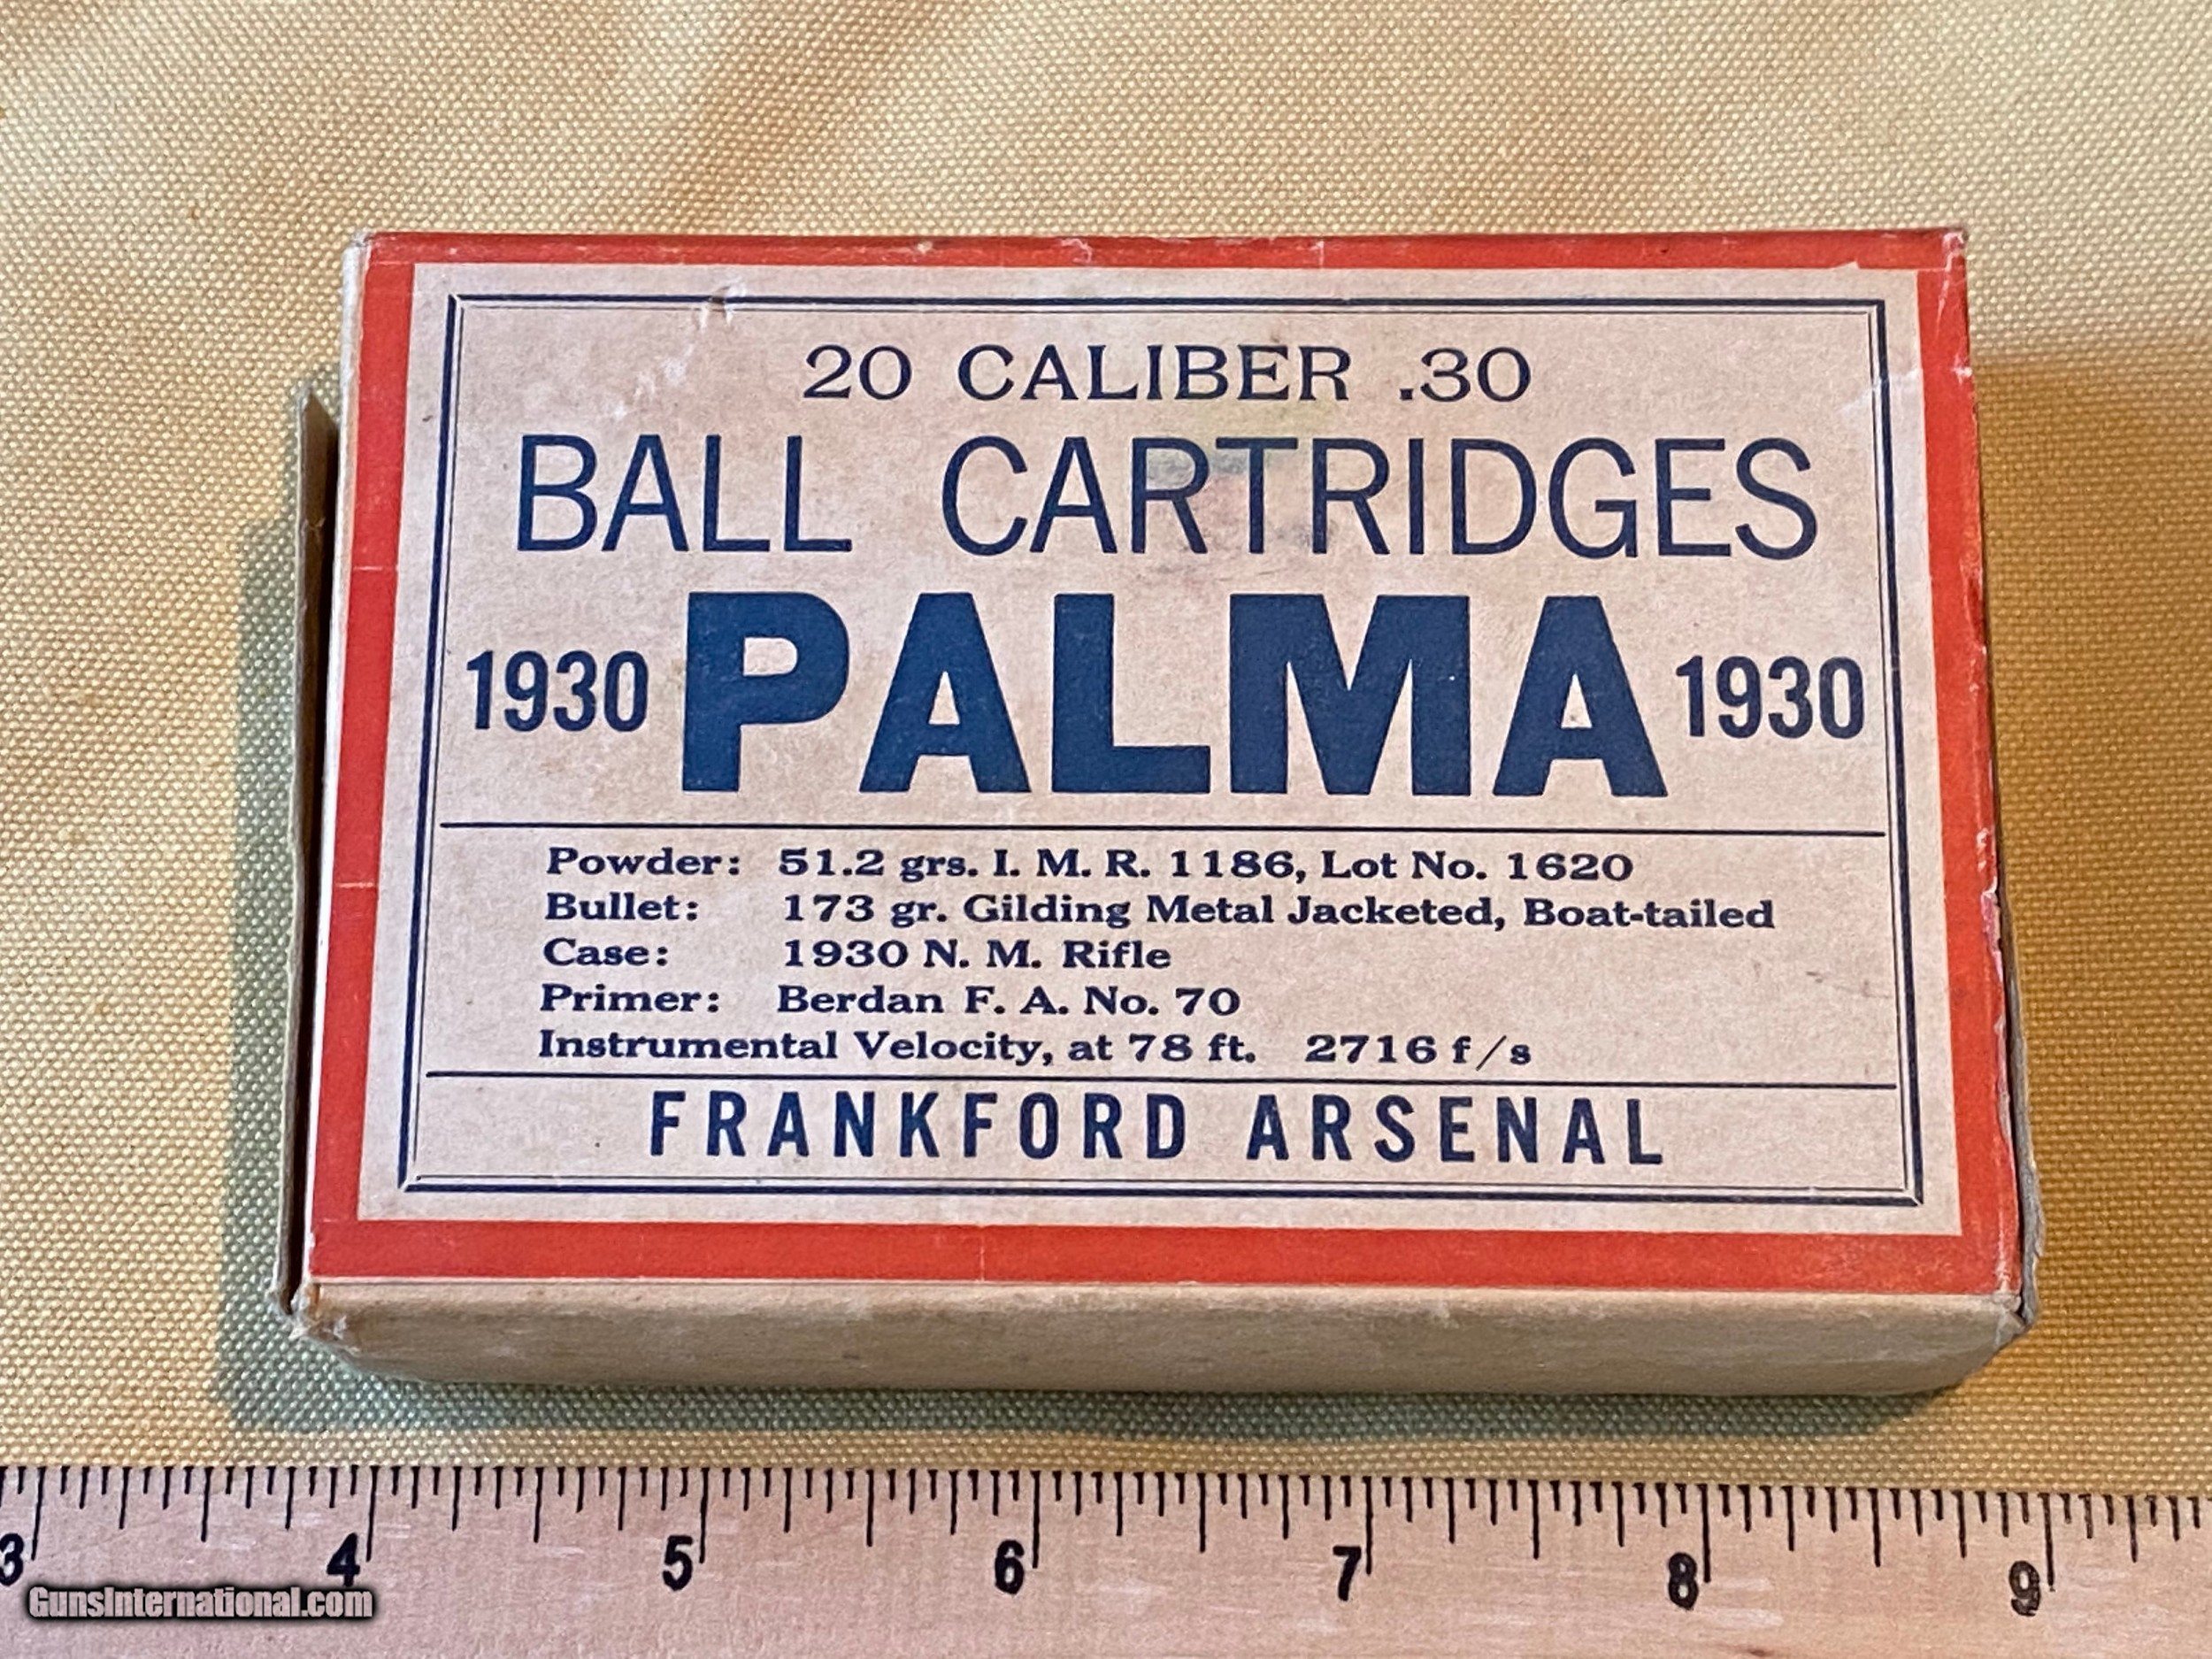 20 CALIBER .30
BALL CARTRIDGES
1930 PALMA 1930
Powder: 51.2 grs. I. M. R. 1186, Lot No. 1620
Bullet: 173 gr. Gilding Metal Jacketed, Boat-tailed
Case: 1930 N. M. Rifle
Primer: Berdan F. A. No. 70
Instrumental Velocity, at 78 ft. 2716 f/s
FRANKFORD ARSENAL
3 4 5 6 7 8 9
GunsInternational.com